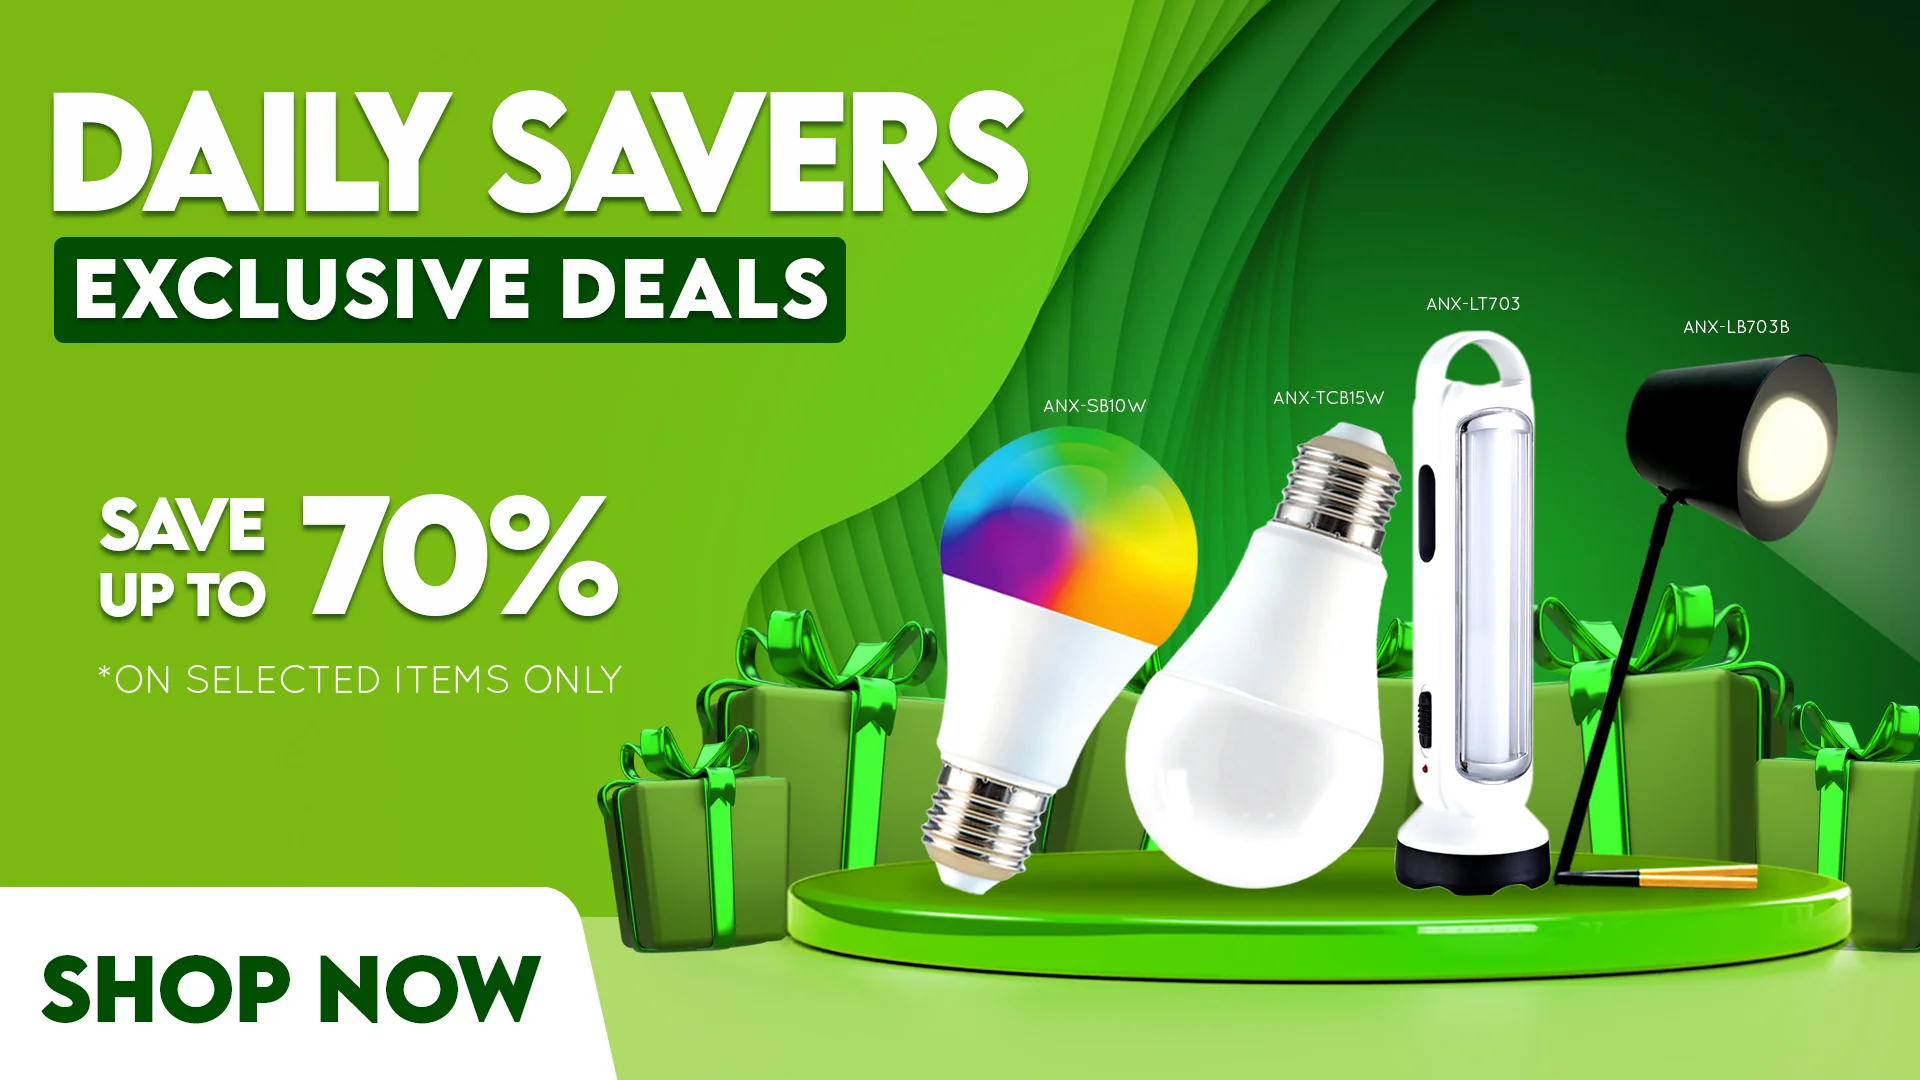 DAILY SAVERS
EXCLUSIVE DEALS
SAVE
UP TO
70%
*ON SELECTED ITEMS ONLY
SHOP NOW
ANX-SB10W
ANX-TCB15W
ANX-LT703
ANX-LB703B